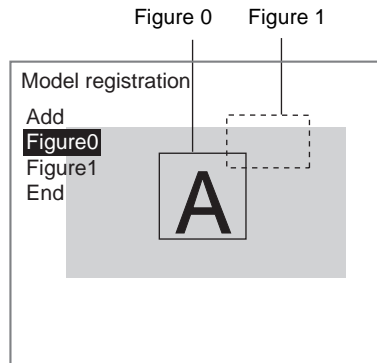 Figure 0 Figure 1
Model registration
Add
Figure0
Figure1
End
A